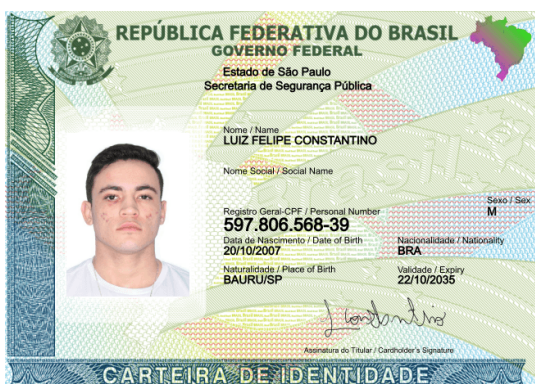 REPÚBLICA FEDERATIVA DO BRASIL
GOVERNO FEDERAL
Estado de São Paulo
Secretaria de Segurança Pública
Nome / Name
LUIZ FELIPE CONSTANTINO
Nome Social / Social Name
Sexo / Sex
M
Registro Geral-CPF / Personal Number
597.806.568-39
Data de Nascimento / Date of Birth
20/10/2007
Nacionalidade / Nationality
BRA
Naturalidade / Place of Birth
BAURU/SP
Validade / Expiry
22/10/2035
L Constantino
Assinatura do Titular / Cardholder's Signature
CARTEIRA DE IDENTIDADE